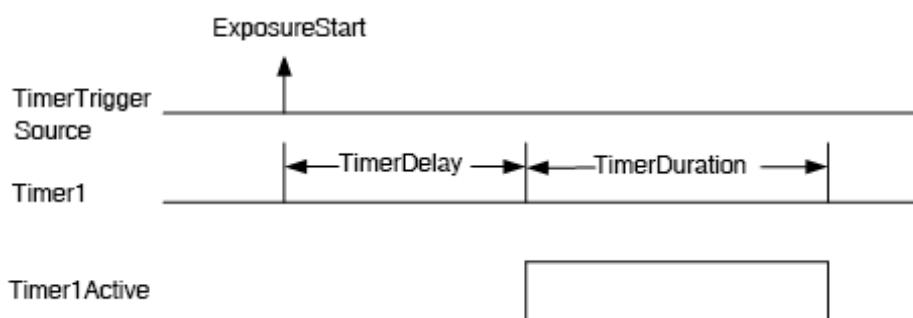 ExposureStart
TimerTrigger
Source
TimerDelay
TimerDuration
Timer1
Timer1Active